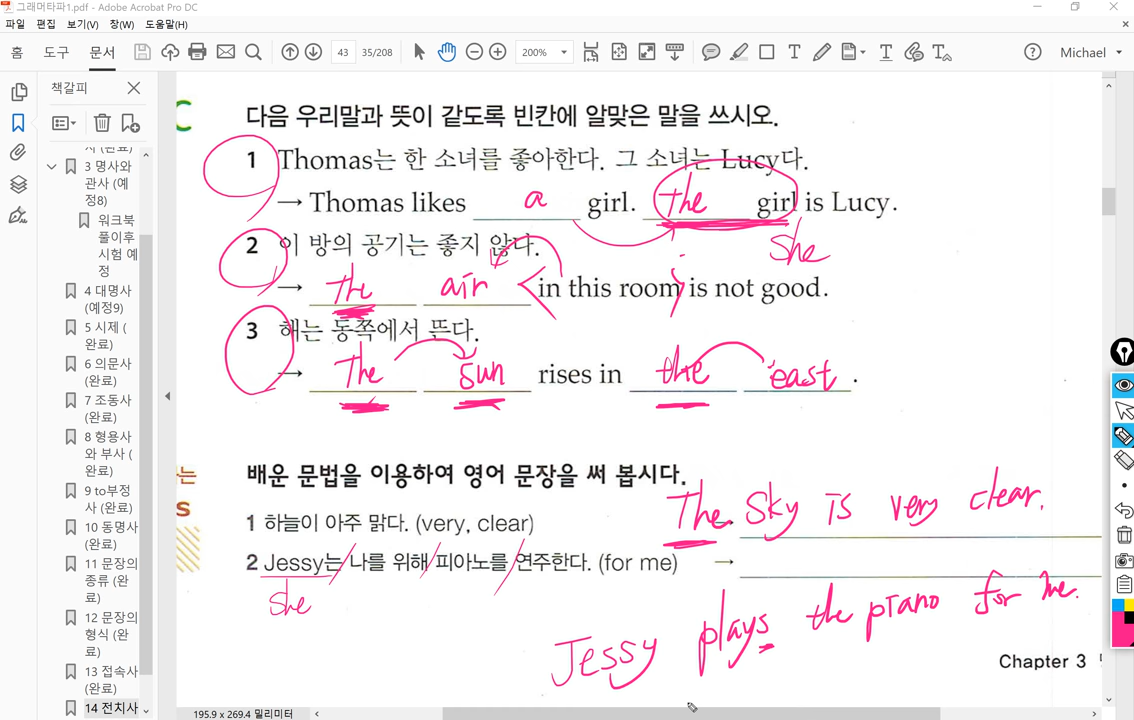 그래머타파1.pdf - Adobe Acrobat Pro DC
파일 편집 보기(V) 창(W) 도움말(H)
홈 도구 문서 43 35/208 200% Michael
책갈피
3 명사와
관사 (예
정8)
워크북
풀이후
시험 예
정
4 대명사
(예정9)
5 시제 (
완료)
6 의문사
(완료)
7 조동사
(완료)
8 형용사
와 부사 (
완료)
9 to부정
사 (완료)
10 동명사
(완료)
11 문장의
종류 (완
료)
12 문장의
형식 (완
료)
13 접속사
(완료)
14 전치사
C 다음 우리말과 뜻이 같도록 빈칸에 알맞은 말을 쓰시오.
1 Thomas는 한 소녀를 좋아한다. 그 소녀는 Lucy다.
→ Thomas likes a girl. the girl is Lucy.
She
2 이 방의 공기는 좋지 않다.
→ The air in this room is not good.
3 해는 동쪽에서 뜬다.
→ The sun rises in the east.
는
s
배운 문법을 이용하여 영어 문장을 써 봅시다.
1 하늘이 아주 맑다. (very, clear) → The Sky is very clear.
2 Jessy는 나를 위해 피아노를 연주한다. (for me) →
She
Jessy plays the piano for me.
Chapter 3
195.9 x 269.4 밀리미터